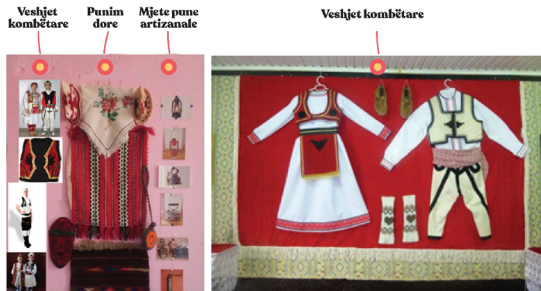 Veshjet
kombëtare
Punim
dore
Mjete pune
artizanale
Veshjet kombëtare